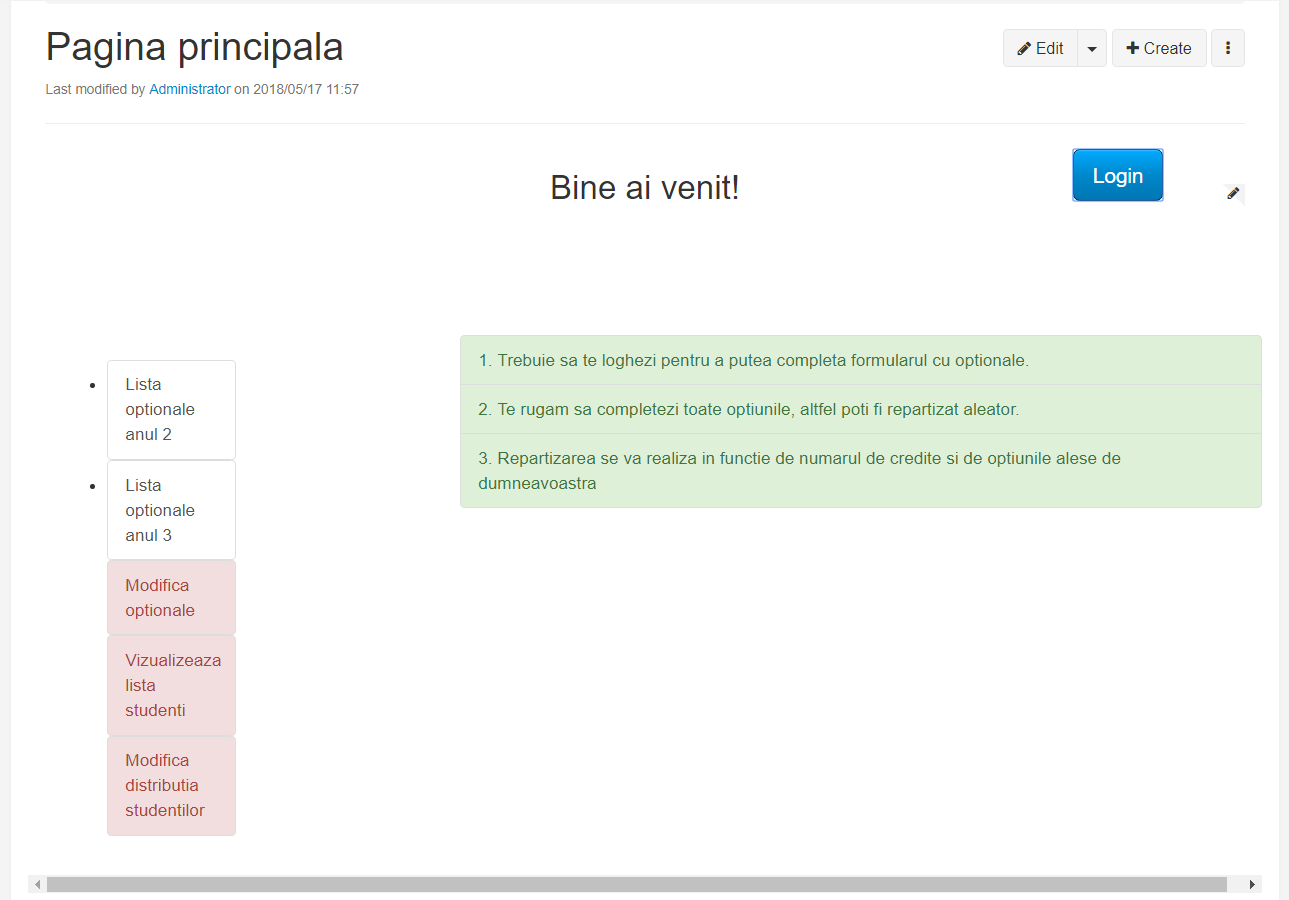 Pagina principala
Edit
Create
Last modified by Administrator on 2018/05/17 11:57
Login
Bine ai venit!
Lista
optionale
anul 2
Lista
optionale
anul 3
Modifica
optionale
Vizualizeaza
lista
studenti
Modifica
distributia
studentilor
1. Trebuie sa te loghezi pentru a putea completa formularul cu optionale.
2. Te rugam sa completezi toate optiunile, altfel poti fi repartizat aleator.
3. Repartizarea se va realiza in functie de numarul de credite si de optiunile alese de
dumneavoastra